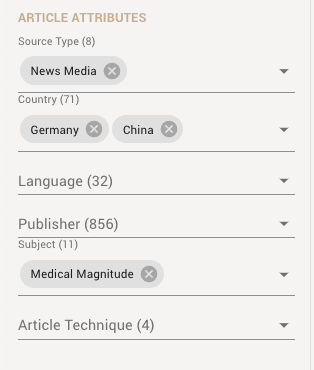 ARTICLE ATTRIBUTES
Source Type (8)
News Media
Country (71)
Germany China
Language (32)
Publisher (856)
Subject (11)
Medical Magnitude
Article Technique (4)